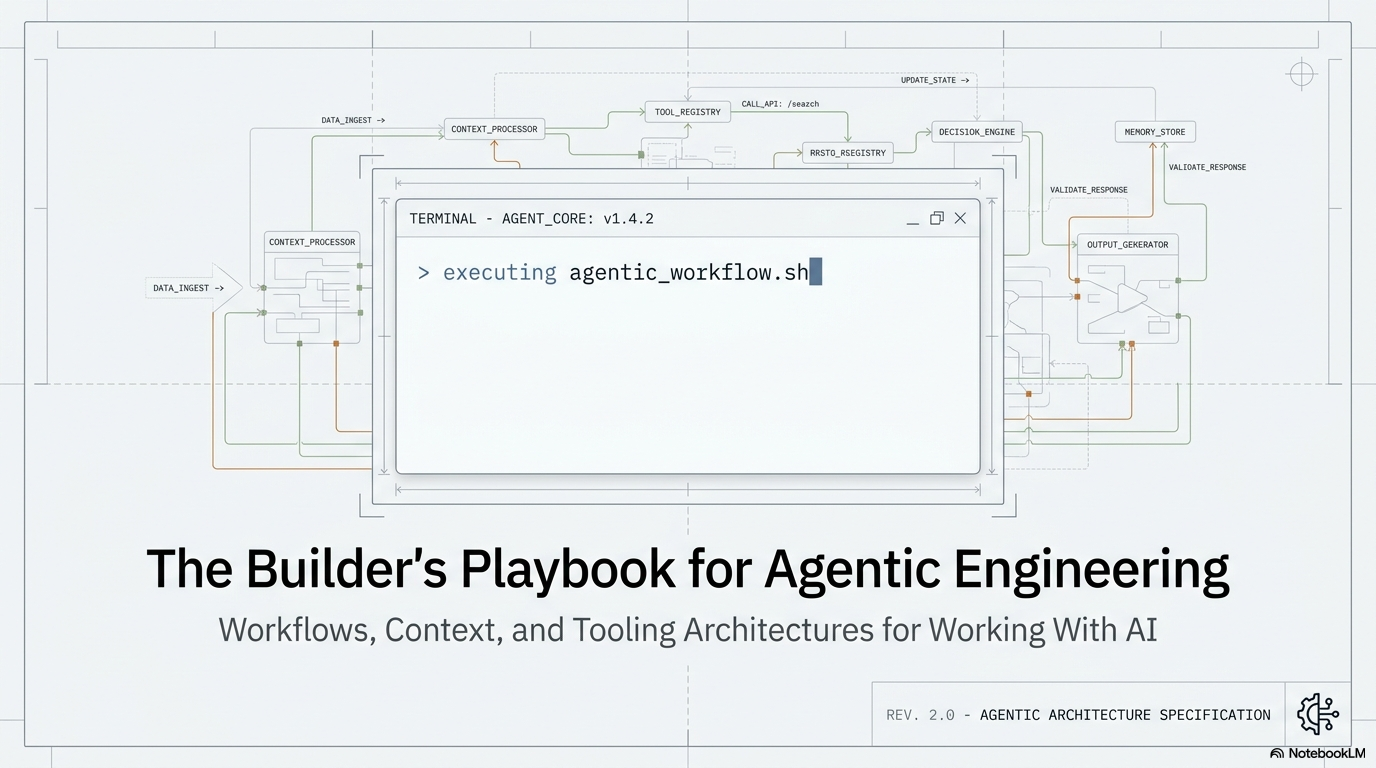 UPDATE_STATE ->
CALL_API: /seazch
TOOL_REGISTRY
DATA_INGEST ->
CONTEXT_PROCESSOR
DECIS1OK_ENGINE
MEMORY_STORE
RRSTO_RSEGISTRY
VALIOATE_RESPONSE
VALIDATE_RESPONSE
TERMINAL - AGENT_CORE: v1.4.2
CONTEXT_PROCESSOR
OUTPUT_GEKERATOR
> executing agentic_workflow.sh
DATA_INGEST ->
The Builder's Playbook for Agentic Engineering
Workflows, Context, and Tooling Architectures for Working With AI
REV. 2.0 - AGENTIC ARCHITECTURE SPECIFICATION
NotebookLM